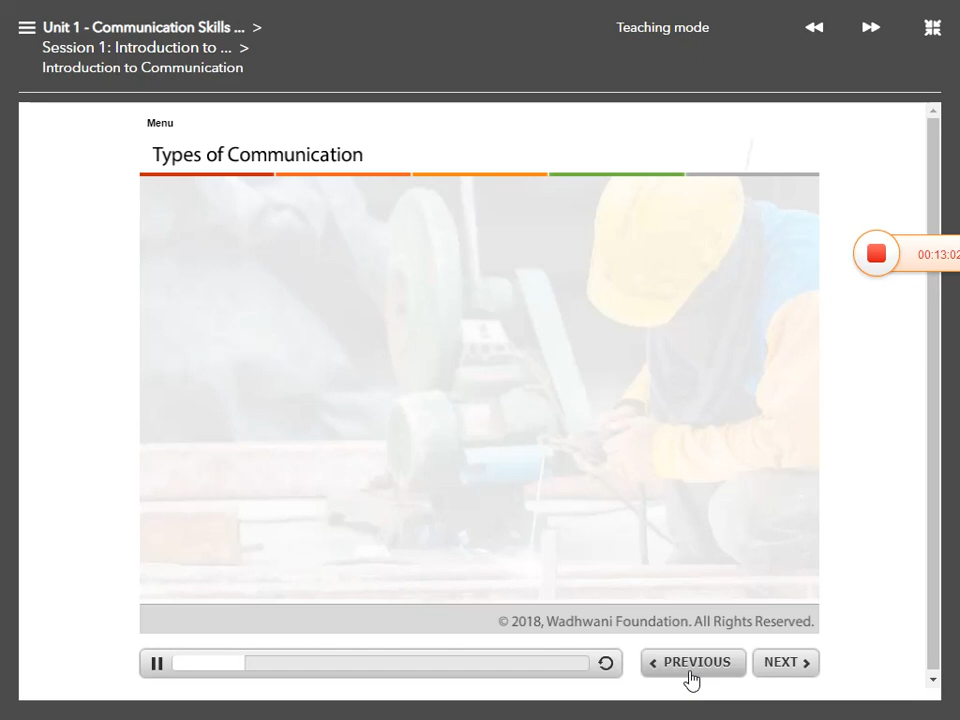 Unit 1 - Communication Skills ... >
Session 1: Introduction to ... >
Introduction to Communication
Teaching mode
Menu
Types of Communication
00:13:02
© 2018, Wadhwani Foundation. All Rights Reserved.
PREVIOUS
NEXT